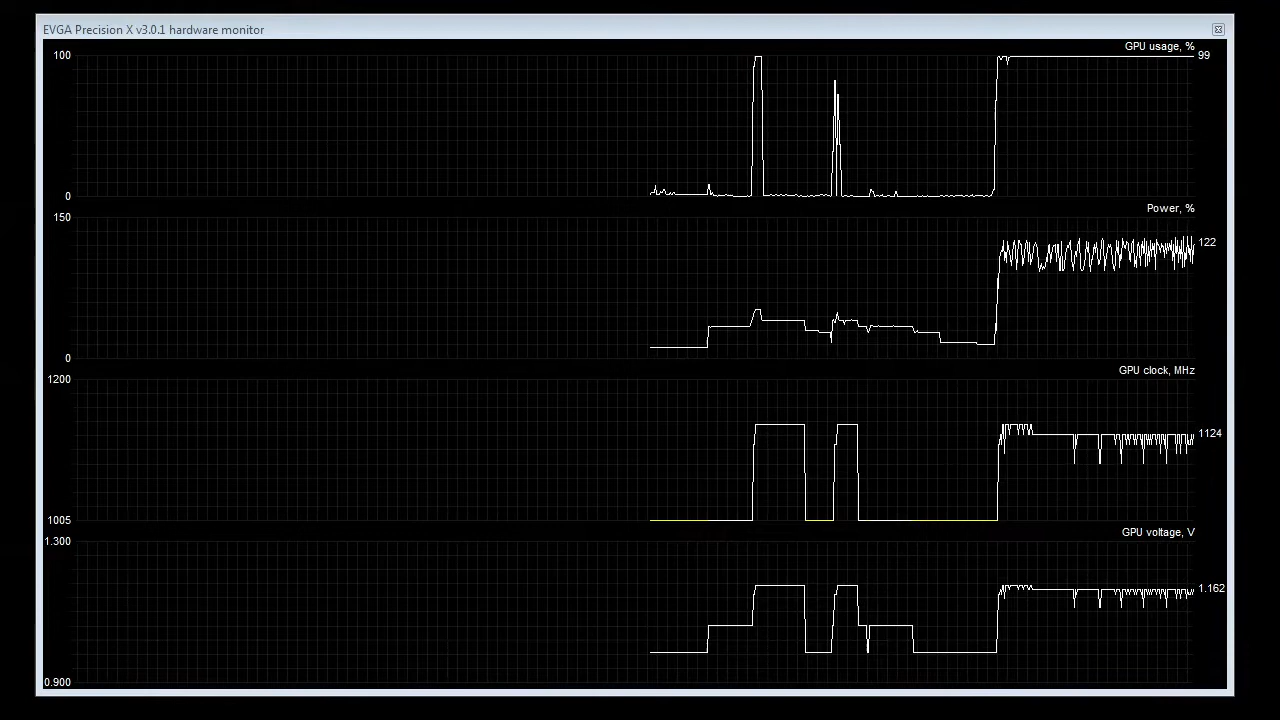 EVGA Precision X v3.0.1 hardware monitor
GPU usage, %
100
99
0
Power, %
150
122
0
GPU clock, MHz
1200
1124
1005
GPU voltage, V
1.300
1.162
0.900